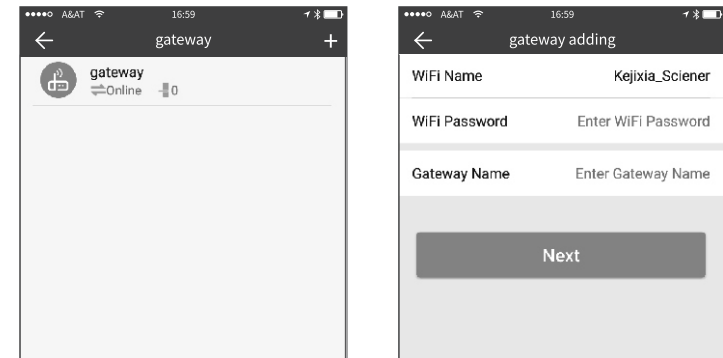 A&AT 16:59
gateway +
gateway
Online 0
A&AT 16:59
gateway adding
WiFi Name Kejixia_Sciener
WiFi Password Enter WiFi Password
Gateway Name Enter Gateway Name
Next